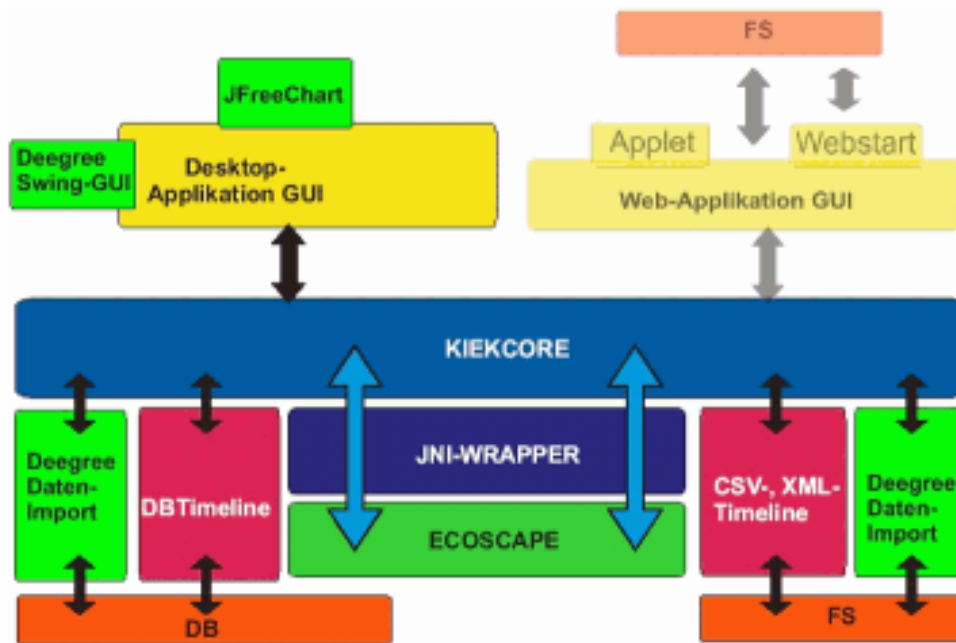 FS
JFreeChart
Applet
Webstart
Deegree
Swing-GUI
Desktop-
Applikation GUI
Web-Applikation GUI
KIEKCORE
Deegree
Daten-
Import
DBTimeline
JNI-WRAPPER
ECOSCAPE
CSV-, XML-
Timeline
Deegree
Daten-
Import
DB
FS